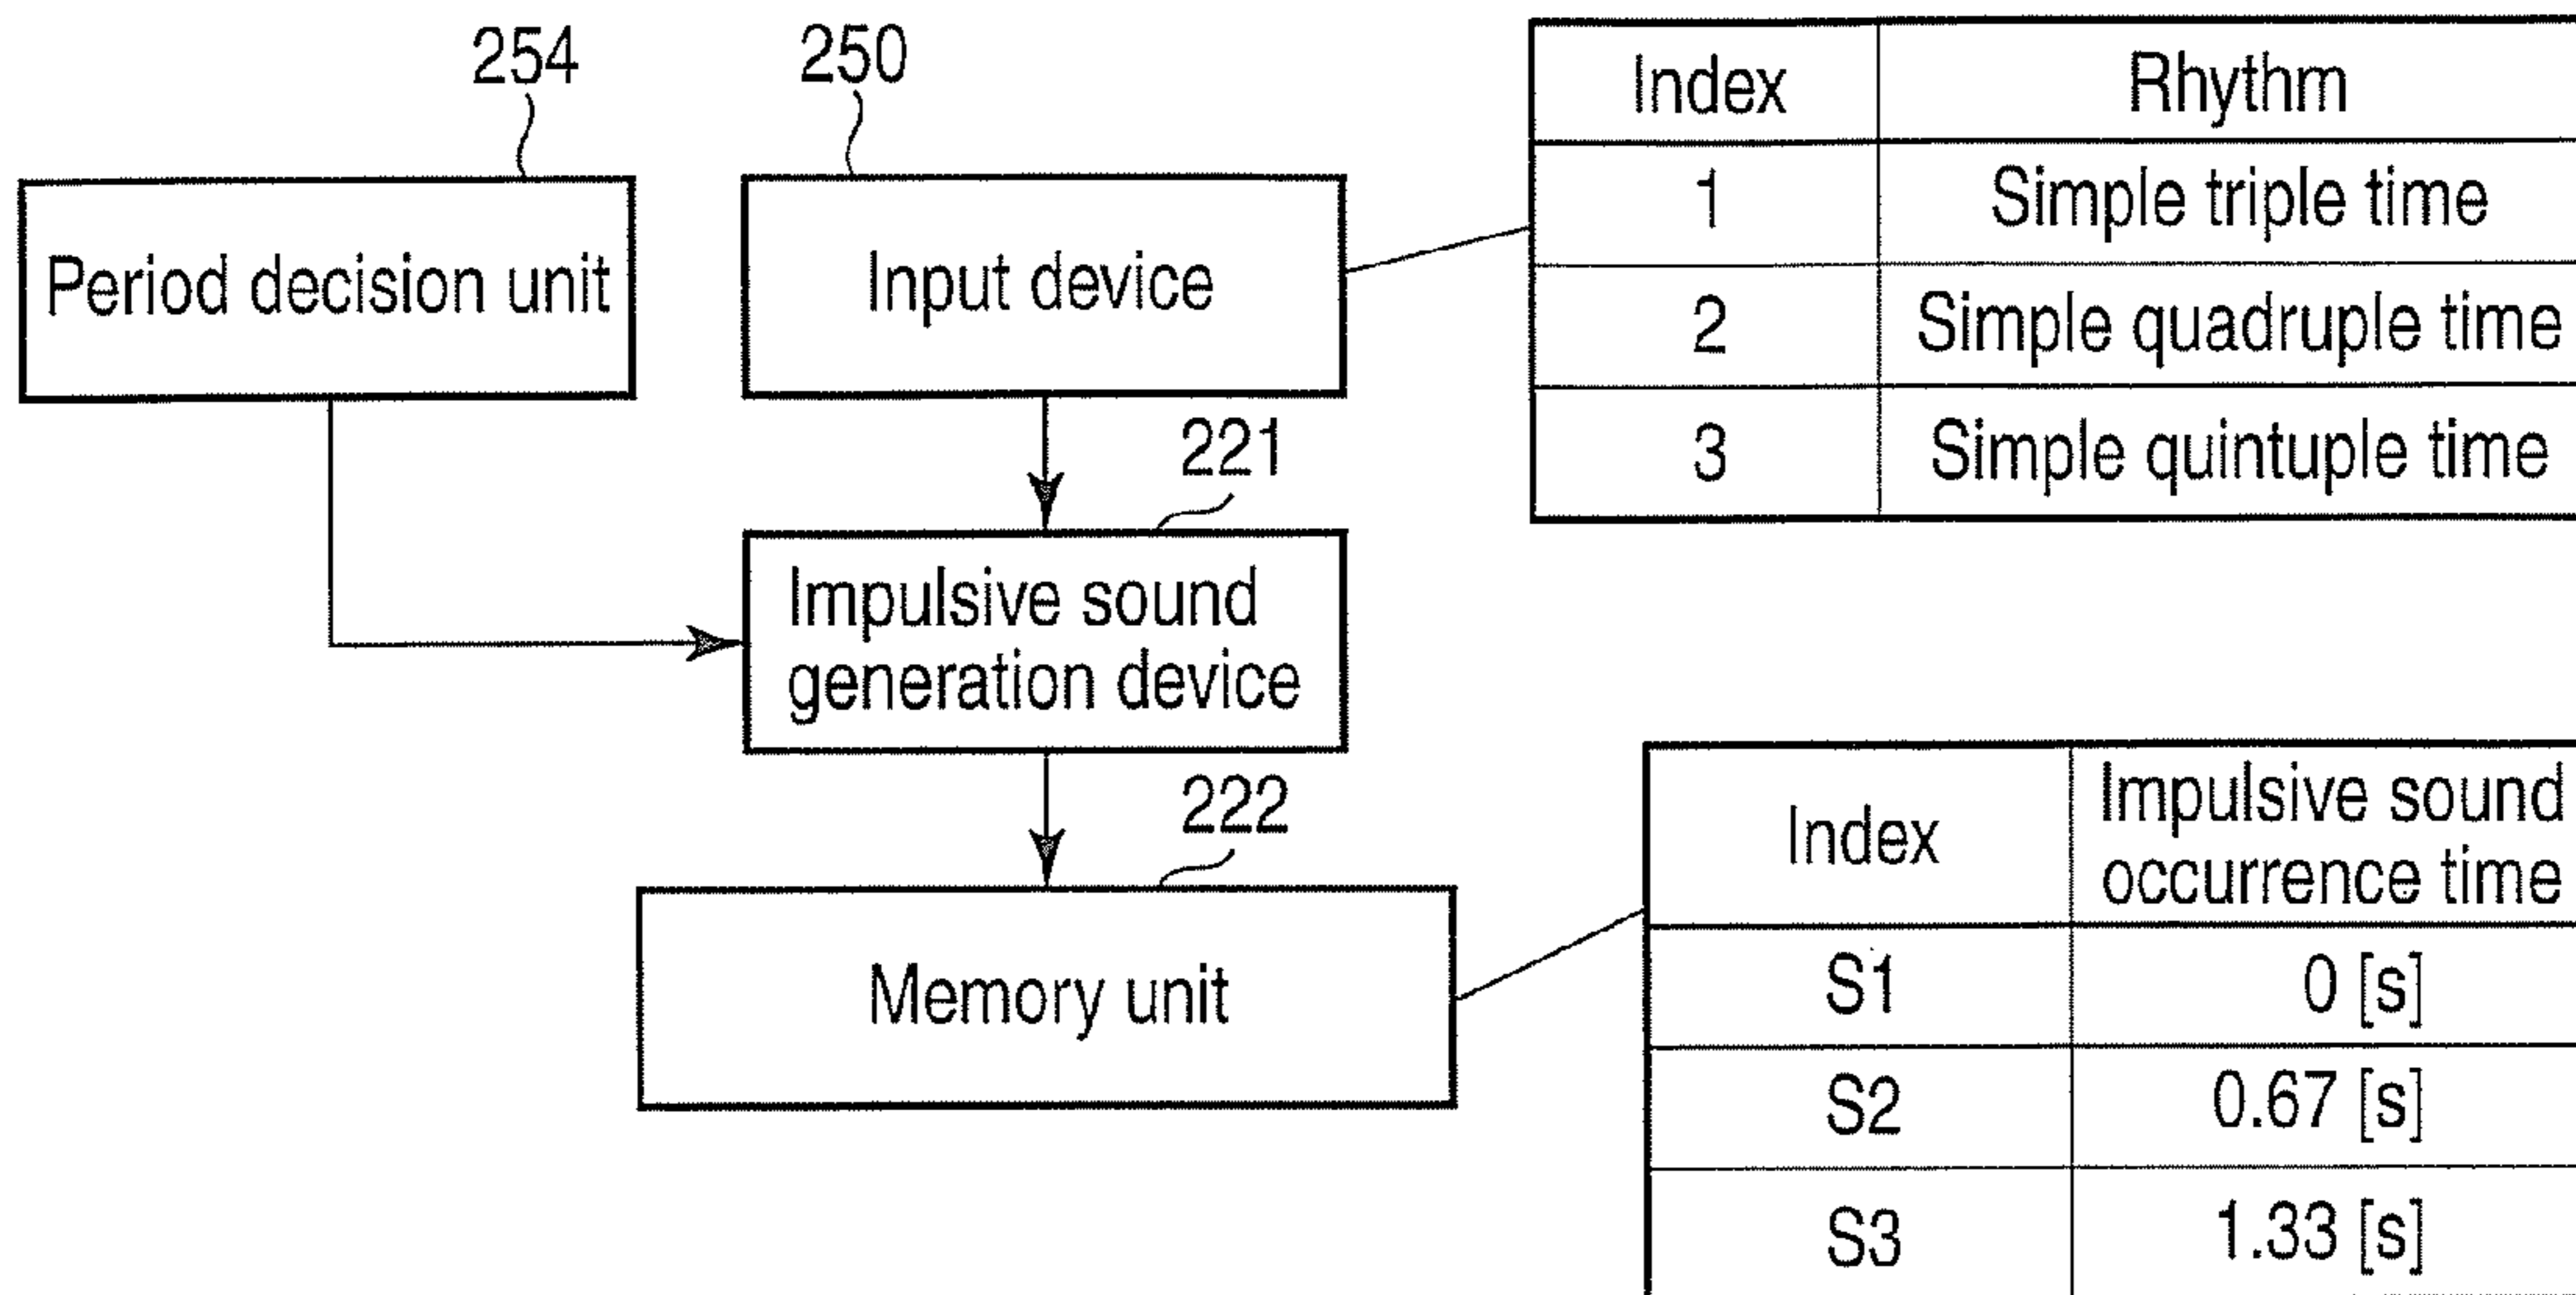 254
250
Period decision unit
Input device
221
Impulsive sound
generation device
222
Memory unit
Index Rhythm
1 Simple triple time
2 Simple quadruple time
3 Simple quintuple time
Index Impulsive sound
occurrence time
S1 0 [s]
S2 0.67 [s]
S3 1.33 [s]